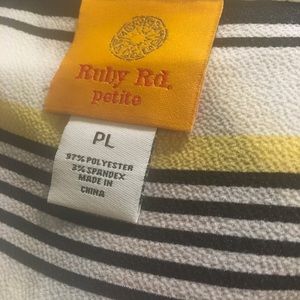 Ruby Rd.
petite
PL
97% POLYESTER
3% SPANDEX
MADE IN
CHINA